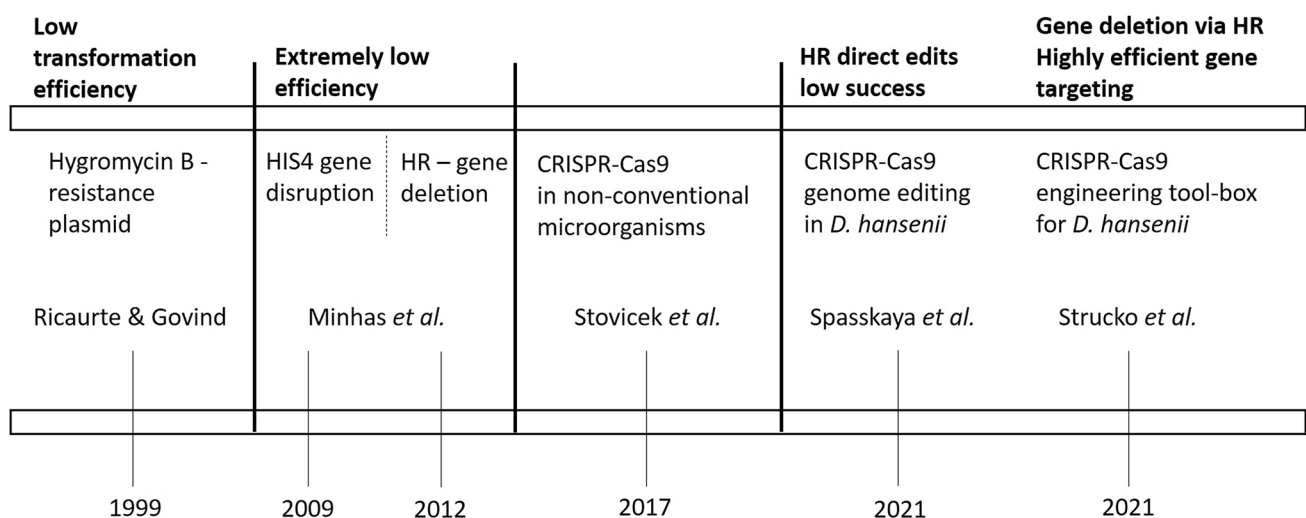 Low
transformation
efficiency
Extremely low
efficiency
HR direct edits
low success
Gene deletion via HR
Highly efficient gene
targeting
Hygromycin B -
resistance
plasmid
HIS4 gene
disruption
HR – gene
deletion
CRISPR-Cas9
in non-conventional
microorganisms
CRISPR-Cas9
genome editing
in D. hansenii
CRISPR-Cas9
engineering tool-box
for D. hansenii
Ricaurte & Govind
Minhas et al.
Stovicek et al.
Spasskaya et al.
Strucko et al.
1999
2009
2012
2017
2021
2021